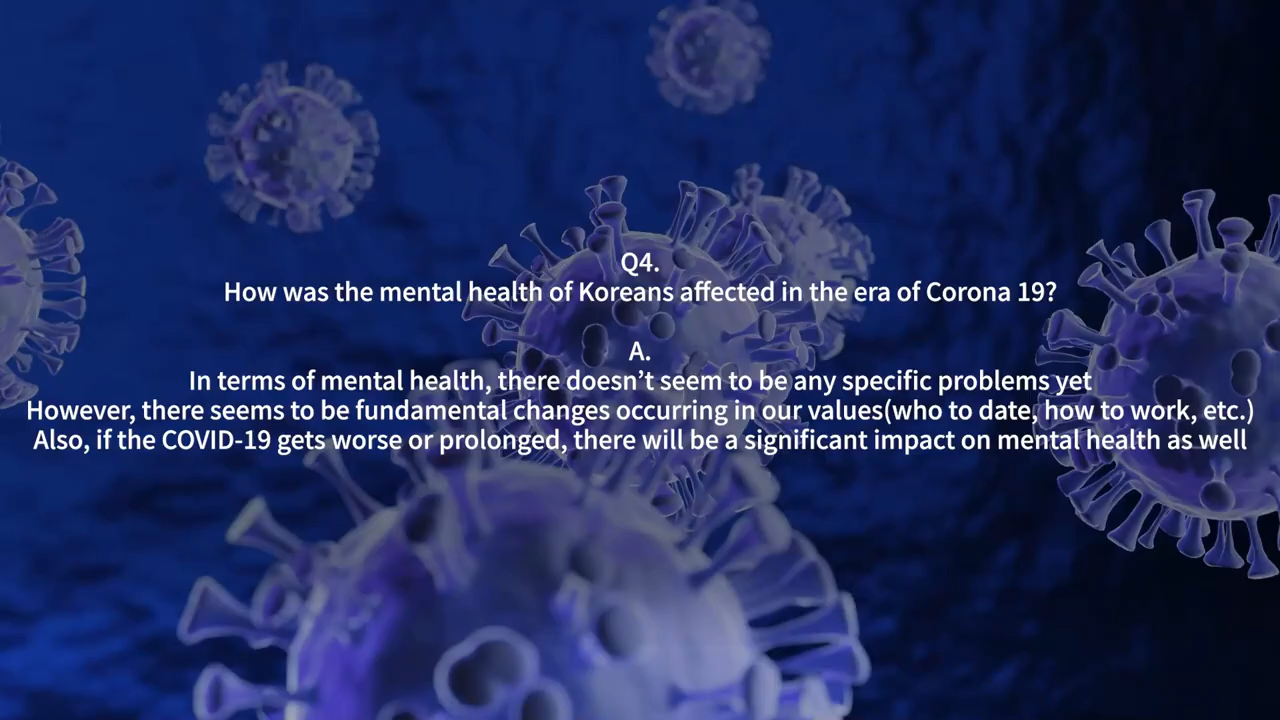 Q4.
How was the mental health of Koreans affected in the era of Corona 19?
A.
In terms of mental health, there doesn’t seem to be any specific problems yet
However, there seems to be fundamental changes occurring in our values(who to date, how to work, etc.)
Also, if the COVID-19 gets worse or prolonged, there will be a significant impact on mental health as well